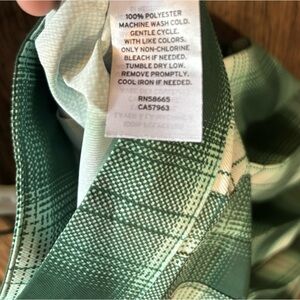 100% POLYESTER
MACHINE WASH COLD.
GENTLE CYCLE.
WITH LIKE COLORS.
ONLY NON-CHLORINE
BLEACH IF NEEDED.
TUMBLE DRY LOW.
REMOVE PROMPTLY.
COOL IRON IF NEEDED.
RN58665
CA57963